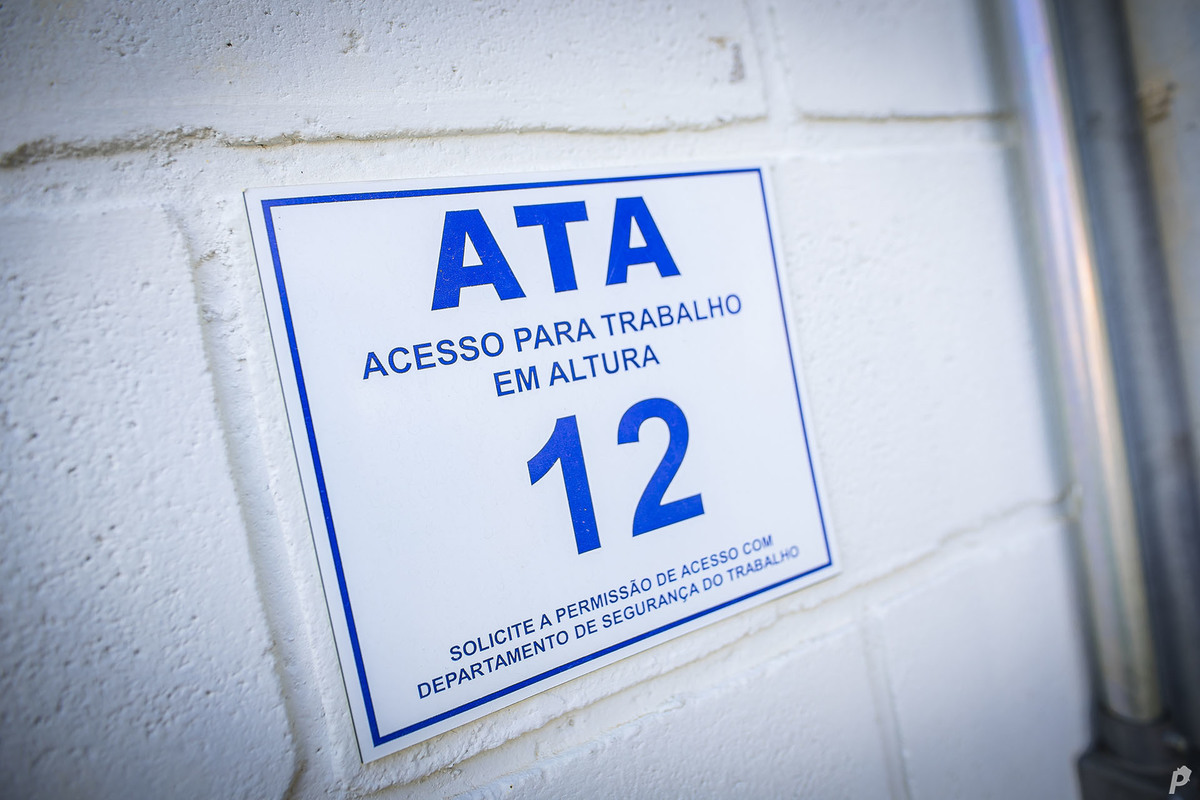 ATA
ACESSO PARA TRABALHO
EM ALTURA
12
SOLICITE A PERMISSÃO DE ACESSO COM
DEPARTAMENTO DE SEGURANÇA DO TRABALHO